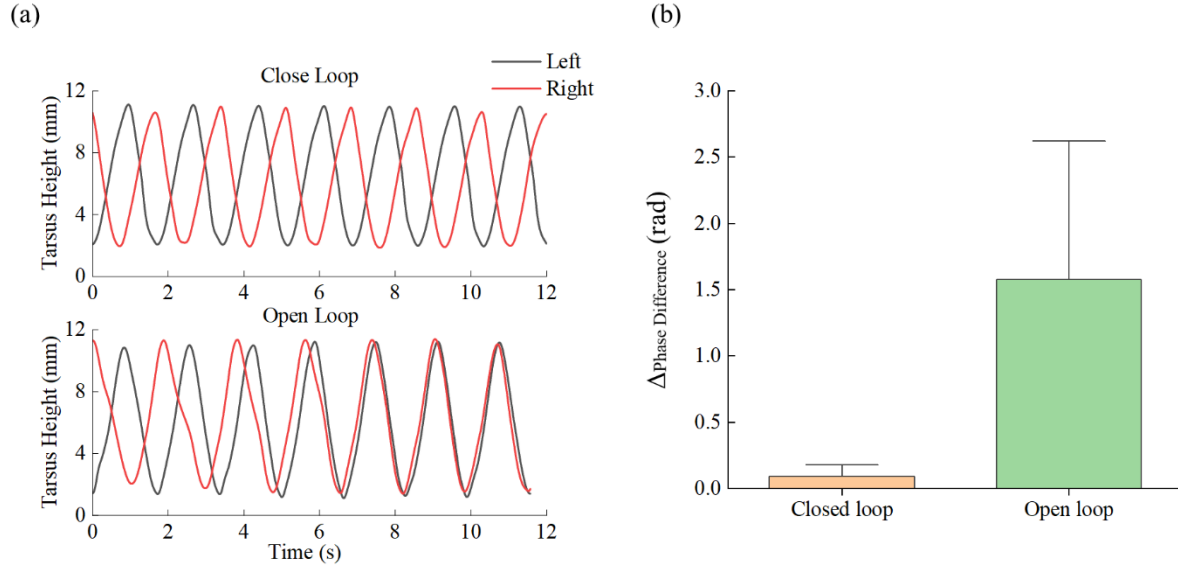 (a)
(b)
Close Loop
Left
Right
Tarsus Height (mm)
12
8
4
0
0 2 4 6 8 10 12
Open Loop
Tarsus Height (mm)
12
8
4
0
0 2 4 6 8 10 12
Time (s)
ΔPhase Difference (rad)
3.0
2.5
2.0
1.5
1.0
0.5
0.0
Closed loop Open loop